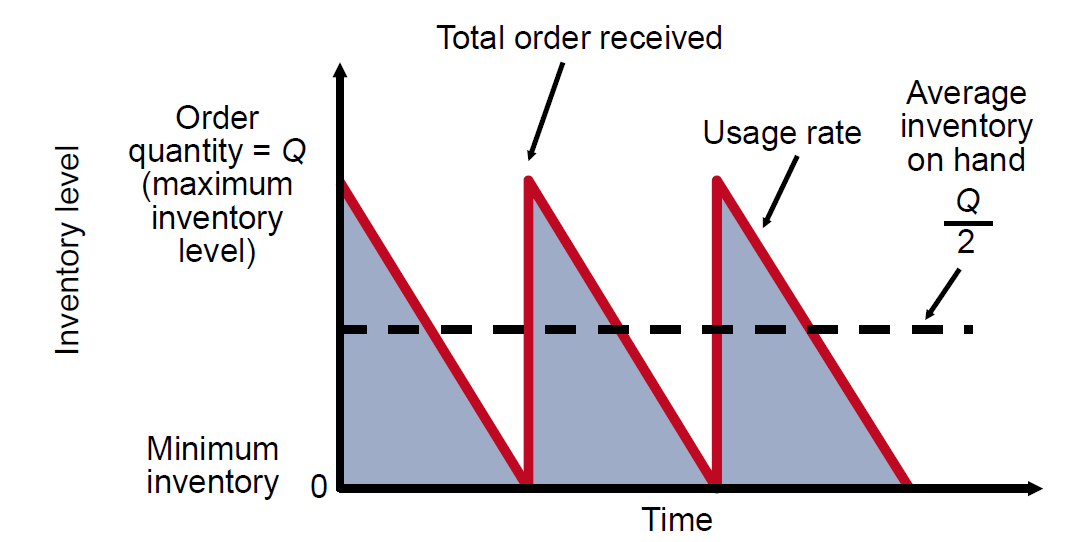 Total order received
Order
quantity = Q
(maximum
inventory
level)
Usage rate
Average
inventory
on hand
Q
2
Inventory level
Minimum
inventory
0
Time